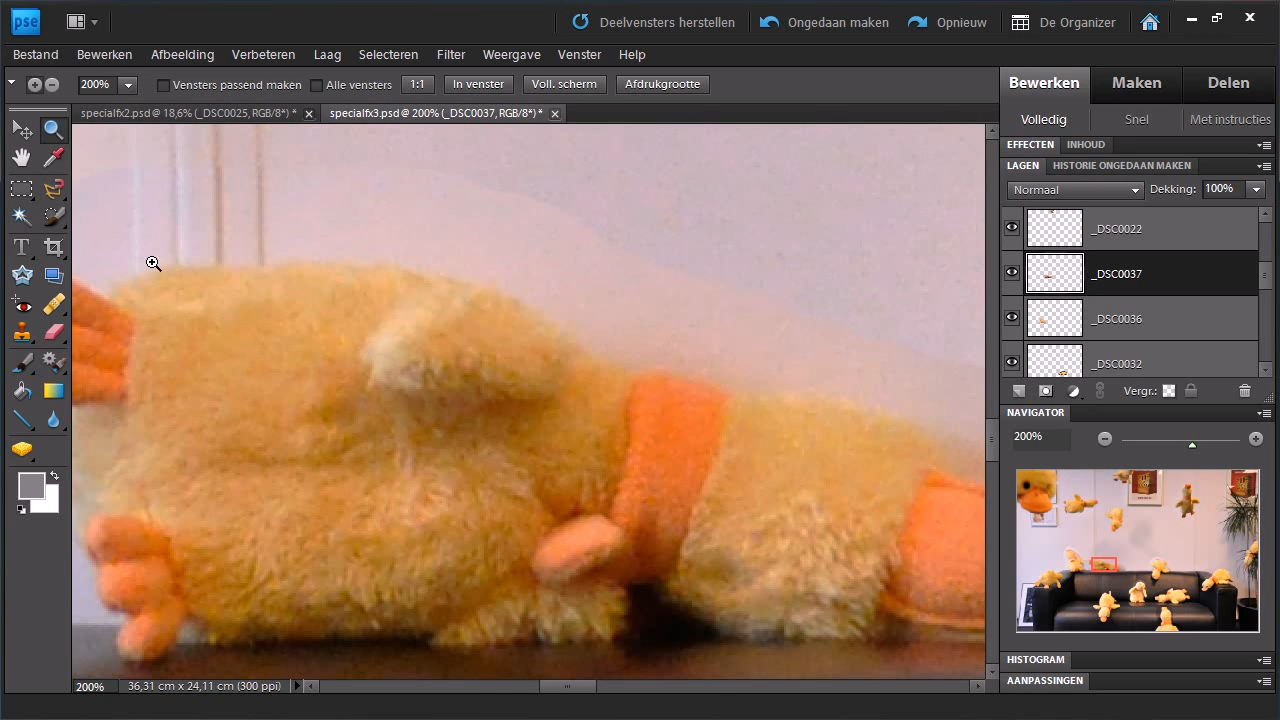 pse
Deelvensters herstellen
Ongedaan maken
Opnieuw
De Organizer
Bestand Bewerken Afbeelding Verbeteren Laag Selecteren Filter Weergave Venster Help
200% Vensters passend maken Alle vensters 1:1 In venster Voll. scherm Afdrukgrootte
Bewerken Maken Delen
Volledig Snel Met instructies
specialfx2.psd @ 18,6% (_DSC0025, RGB/8*) *
specialfx3.psd @ 200% (_DSC0037, RGB/8*) *
EFFECTEN INHOUD
LAGEN HISTORIE ONGEDAAN MAKEN
Normaal Dekking: 100%
_DSC0022
_DSC0037
_DSC0036
_DSC0032
Vergr.:
NAVIGATOR
200%
HISTOGRAM
AANPASSINGEN
200% 36,31 cm x 24,11 cm (300 ppi)